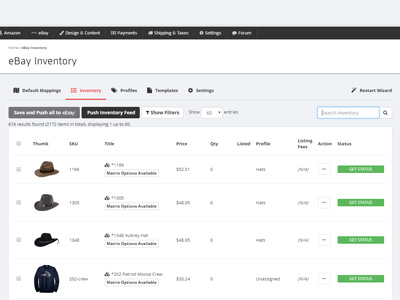 Amazon eBay Design & Content Payments Shipping & Taxes Settings Forum
Home › eBay Inventory
eBay Inventory
Default Mappings Inventory Profiles Templates Settings Restart Wizard
Save and Push all to eBay Push Inventory Feed Show Filters Show 60 entries Search Inventory
674 results found (2172 items in total), displaying 1 up to 60.
Thumb SKU Title Price Qty Listed Profile Listing Fees Action Status
1166 *1166 $52.51 0 Hats (N/A) GET STATUS
Matrix Options Available
1305 *1305 $48.95 0 Hats (N/A) GET STATUS
Matrix Options Available
1348 *1348 Aubrey Hat $48.95 0 Hats (N/A) GET STATUS
Matrix Options Available
202-crew *202 Patriot Moose Crew $33.24 0 Unassigned (N/A) GET STATUS
Matrix Options Available